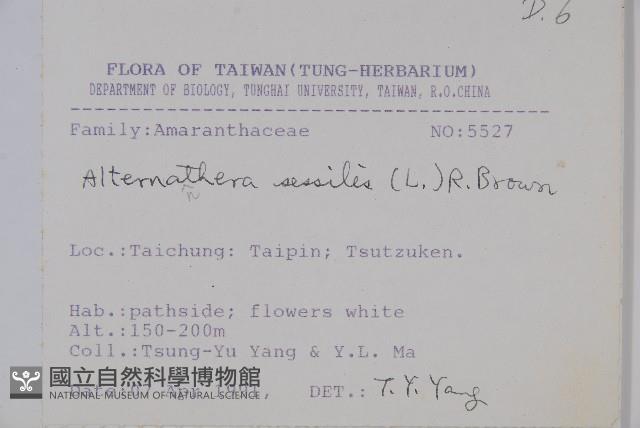 D.6
FLORA OF TAIWAN(TUNG-HERBARIUM)
DEPARTMENT OF BIOLOGY, TUNGHAI UNIVERSITY, TAIWAN, R.O.CHINA
Family:Amaranthaceae NO:5527
Alternathera sessilis (L.) R. Brown
n
Loc.:Taichung: Taipin; Tsutzuken.
Hab.:pathside; flowers white
Alt.:150-200m
Coll.:Tsung-Yu Yang & Y.L. Ma
國立自然科學博物館
NATIONAL MUSEUM OF NATURAL SCIENCE
DET.: T.Y. Yang